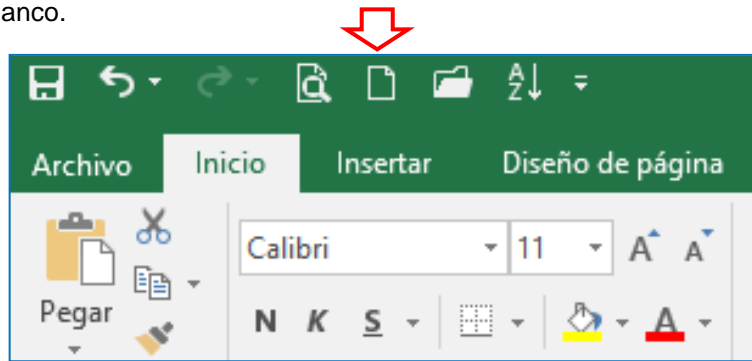 anco.
Archivo Inicio Insertar Diseño de página
Calibri 11 A A
Pegar N K S A